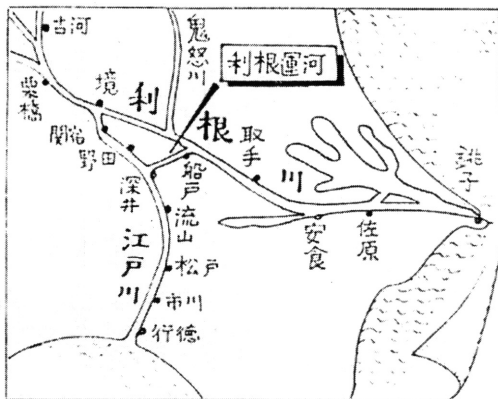 古河
鬼怒川
利根運河
栗橋
境
利根川
関宿
野田
取手
船戸
深井
銚子
流山
安食
佐原
江戸川
松戸
市川
行徳